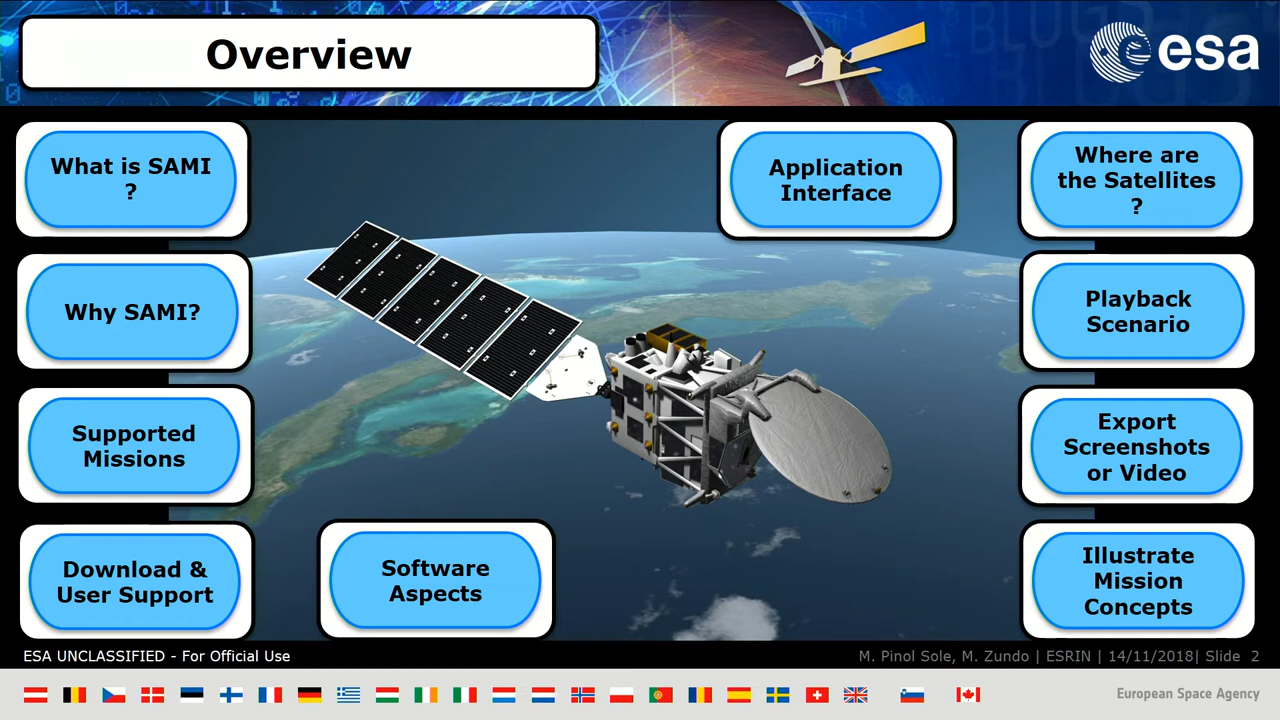 Overview
esa
What is SAMI
?
Why SAMI?
Supported
Missions
Download &
User Support
Software
Aspects
Application
Interface
Where are
the Satellites
?
Playback
Scenario
Export
Screenshots
or Video
Illustrate
Mission
Concepts
ESA UNCLASSIFIED - For Official Use
M. Pinol Sole, M. Zundo | ESRIN | 14/11/2018| Slide 2
European Space Agency